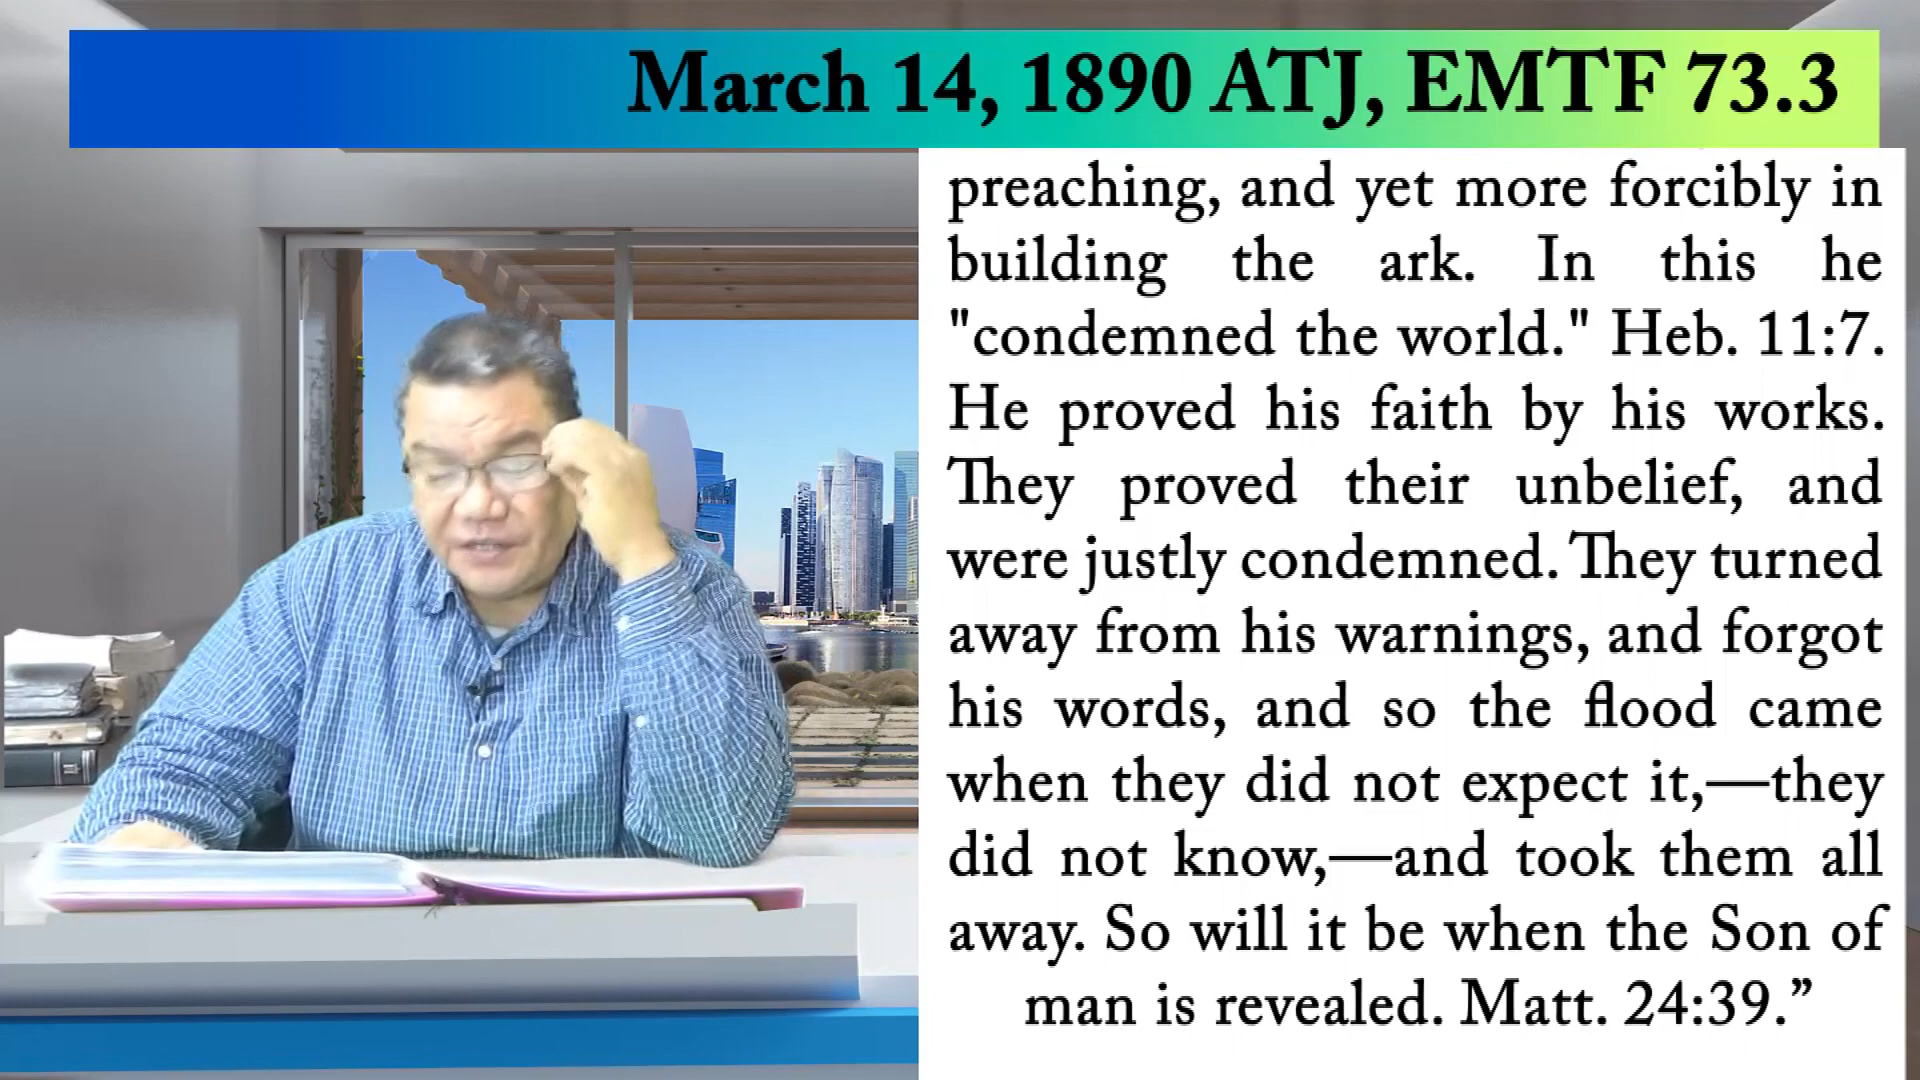 March 14, 1890 ATJ, EMTF 73.3
preaching, and yet more forcibly in
building the ark. In this he
"condemned the world." Heb. 11:7.
He proved his faith by his works.
They proved their unbelief, and
were justly condemned. They turned
away from his warnings, and forgot
his words, and so the flood came
when they did not expect it,—they
did not know,—and took them all
away. So will it be when the Son of
man is revealed. Matt. 24:39.”